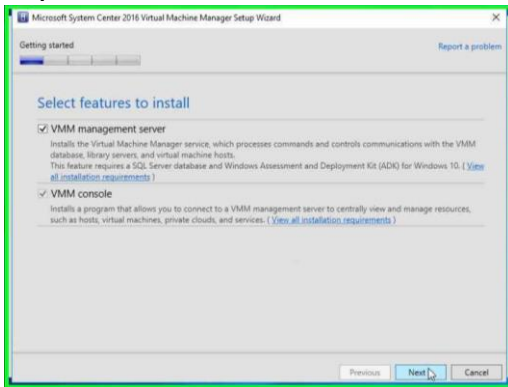 Microsoft System Center 2016 Virtual Machine Manager Setup Wizard
Getting started
Report a problem
Select features to install
VMM management server
Installs the Virtual Machine Manager service, which processes commands and controls communications with the VMM
database, library servers, and virtual machine hosts.
This feature requires a SQL Server database and Windows Assessment and Deployment Kit (ADK) for Windows 10. ( View
all installation requirements )
VMM console
Installs a program that allows you to connect to a VMM management server to centrally view and manage resources,
such as hosts, virtual machines, private clouds, and services. ( View all installation requirements )
Previous Next Cancel